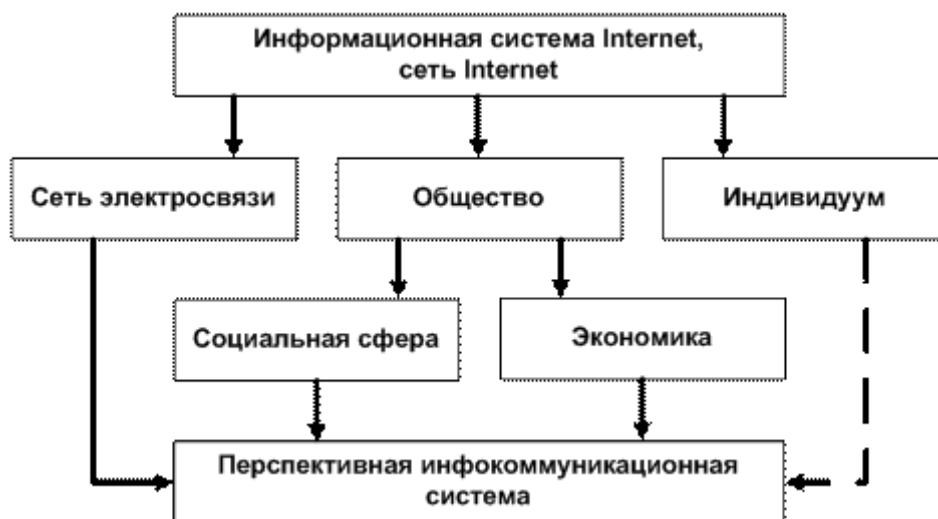 Информационная система Internet,
сеть Internet
Сеть электросвязи
Общество
Индивидуум
Социальная сфера
Экономика
Перспективная инфокоммуникационная
система